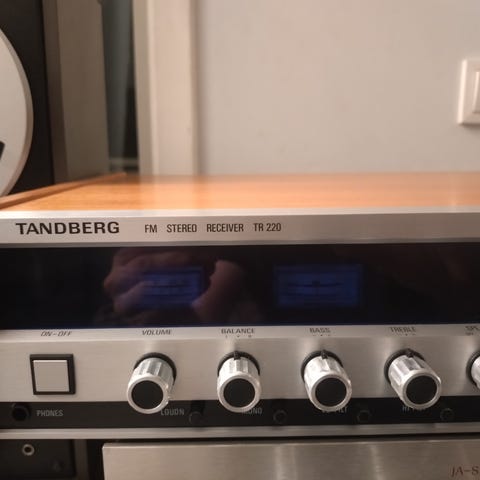 TANDBERG FM STEREO RECEIVER TR 220
ON-OFF VOLUME BALANCE BASS TREBLE
PHONES LOUDN MONO